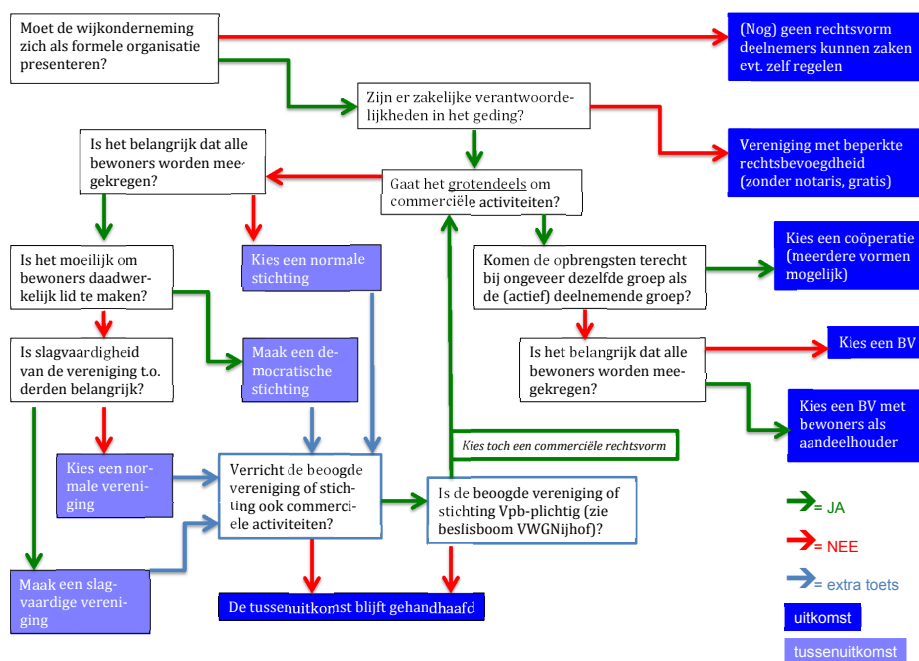 Moet de wijkonderneming
zich als formele organisatie
presenteren?
(Nog) geen rechtsvorm
deelnemers kunnen zaken
evt. zelf regelen
Zijn er zakelijke verantwoorde-
lijkheden in het geding?
Vereniging met beperkte
rechtsbevoegdheid
(zonder notaris, gratis)
Is het belangrijk dat alle
bewoners worden mee-
gekregen?
Gaat het grotendeels om
commerciële activiteiten?
Is het moeilijk om
bewoners daadwer-
kelijk lid te maken?
Kies een normale
stichting
Komen de opbrengsten terecht
bij ongeveer dezelfde groep als
de (actief) deelnemende groep?
Kies een coöperatie
(meerdere vormen
mogelijk)
Is slagvaardigheid
van de vereniging t.o.
derden belangrijk?
Maak een de-
mocratische
stichting
Is het belangrijk dat alle
bewoners worden mee-
gekregen?
Kies een BV
Kies een BV met
bewoners als
aandeelhouder
Kies toch een commerciële rechtsvorm
Kies een nor-
male vereni-
ging
Verricht de beoogde
vereniging of stich-
ting ook commerci-
ele activiteiten?
Is de beoogde vereniging of
stichting Vpb-plichtig (zie
beslisboom VWGNijhof)?
Maak een slag-
vaardige vereni-
ging
De tussenuitkomst blijft gehandhaafd
= JA
= NEE
= extra toets
uitkomst
tussenuitkomst